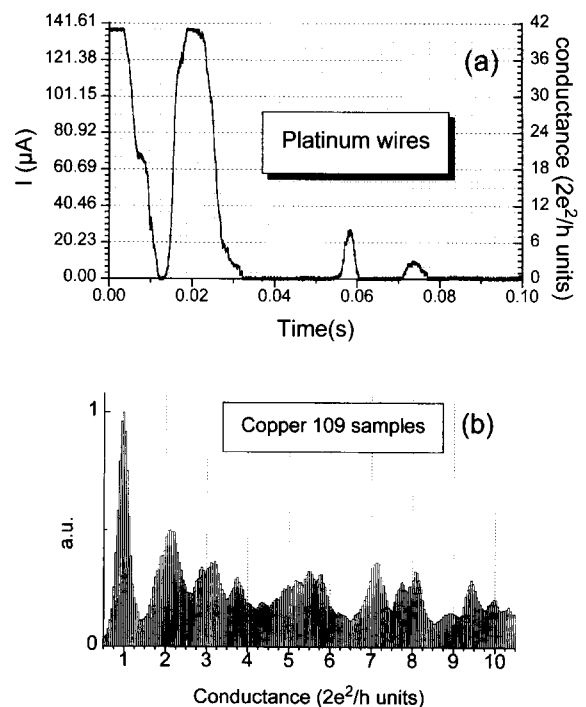 141.61
121.38
101.15
80.92
60.69
40.46
20.23
0.00
I (µA)
(a)
Platinum wires
42
36
30
24
18
12
6
0
conductance (2e²/h units)
0.00 0.02 0.04 0.06 0.08 0.10
Time(s)
1
0
a.u.
Copper 109 samples
(b)
1 2 3 4 5 6 7 8 9 10
Conductance (2e²/h units)